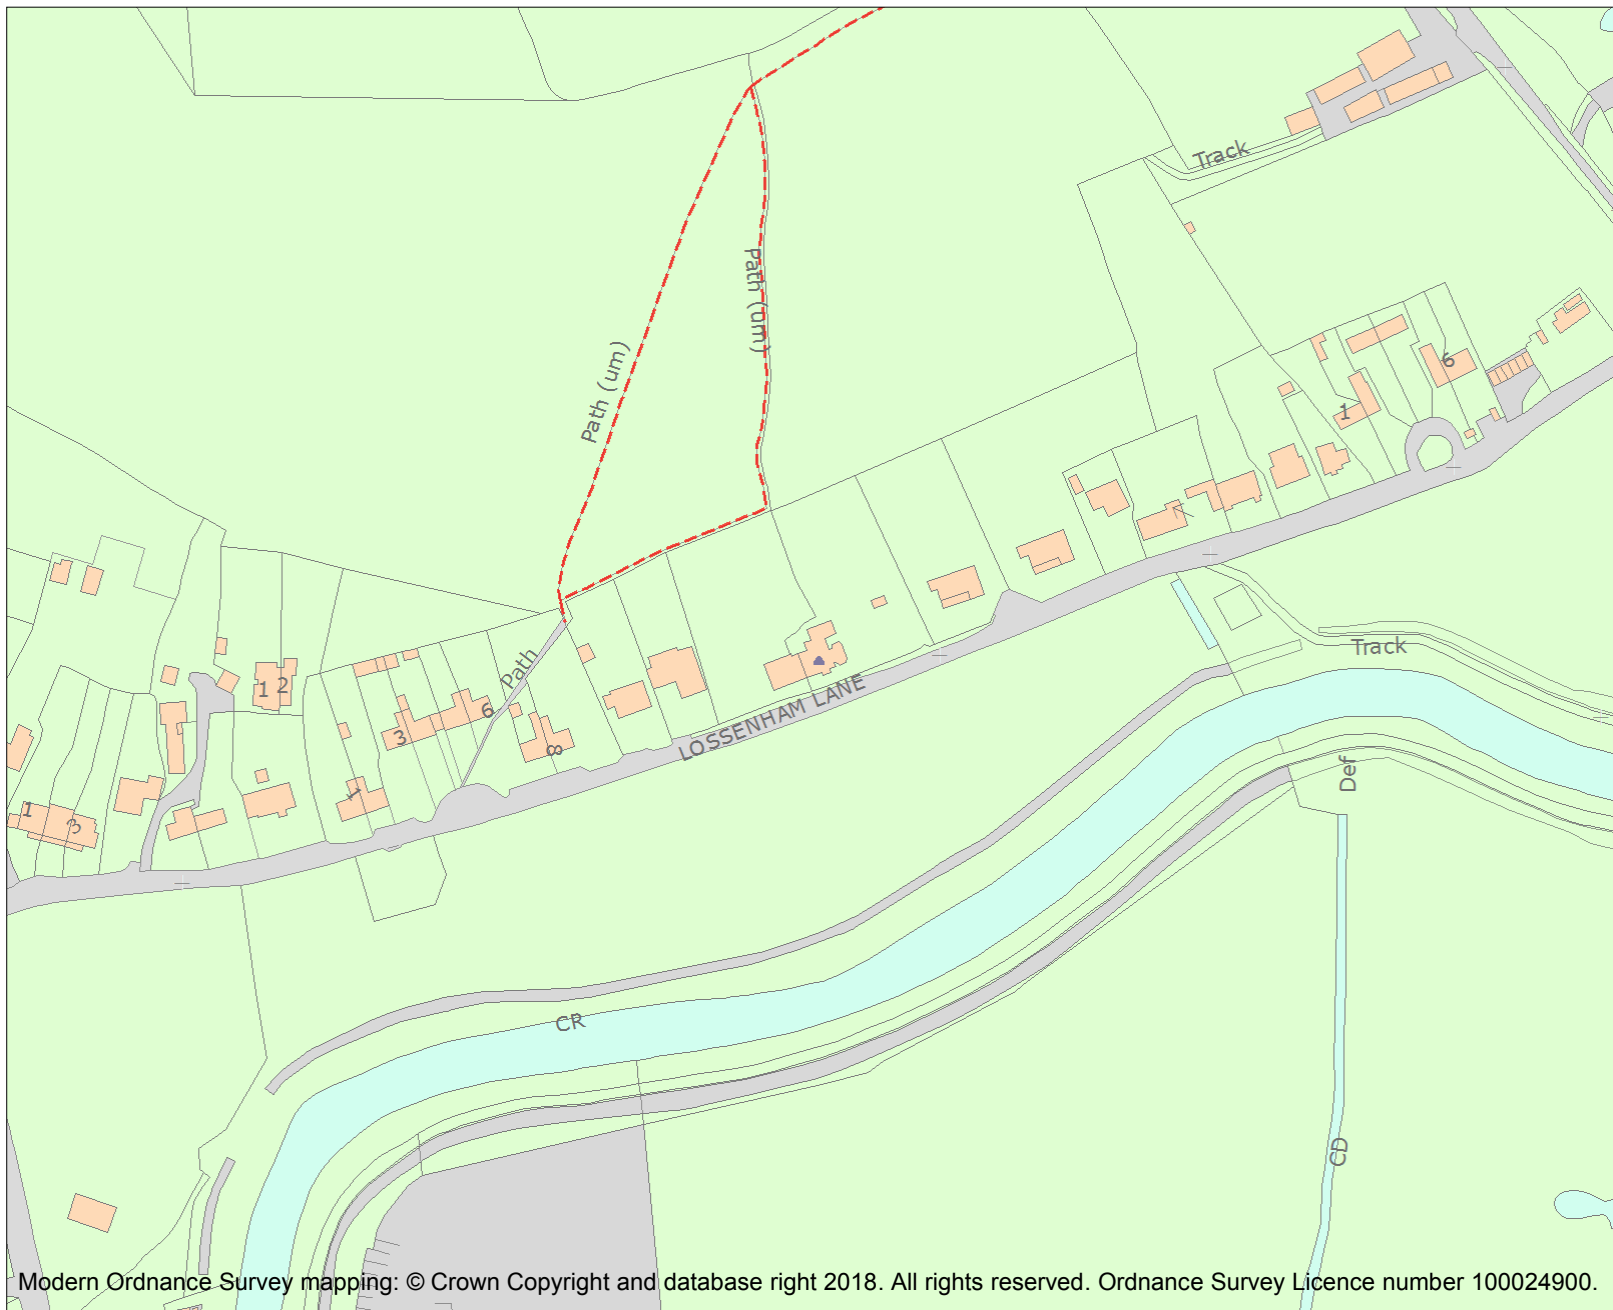 Track
Path (um)
Path (um)
6
1
Track
Path
1 2
6
3
8
LOSSENHAM LANE
Def
1
1
3
CR
CD
Modern Ordnance Survey mapping: © Crown Copyright and database right 2018. All rights reserved. Ordnance Survey Licence number 100024900.